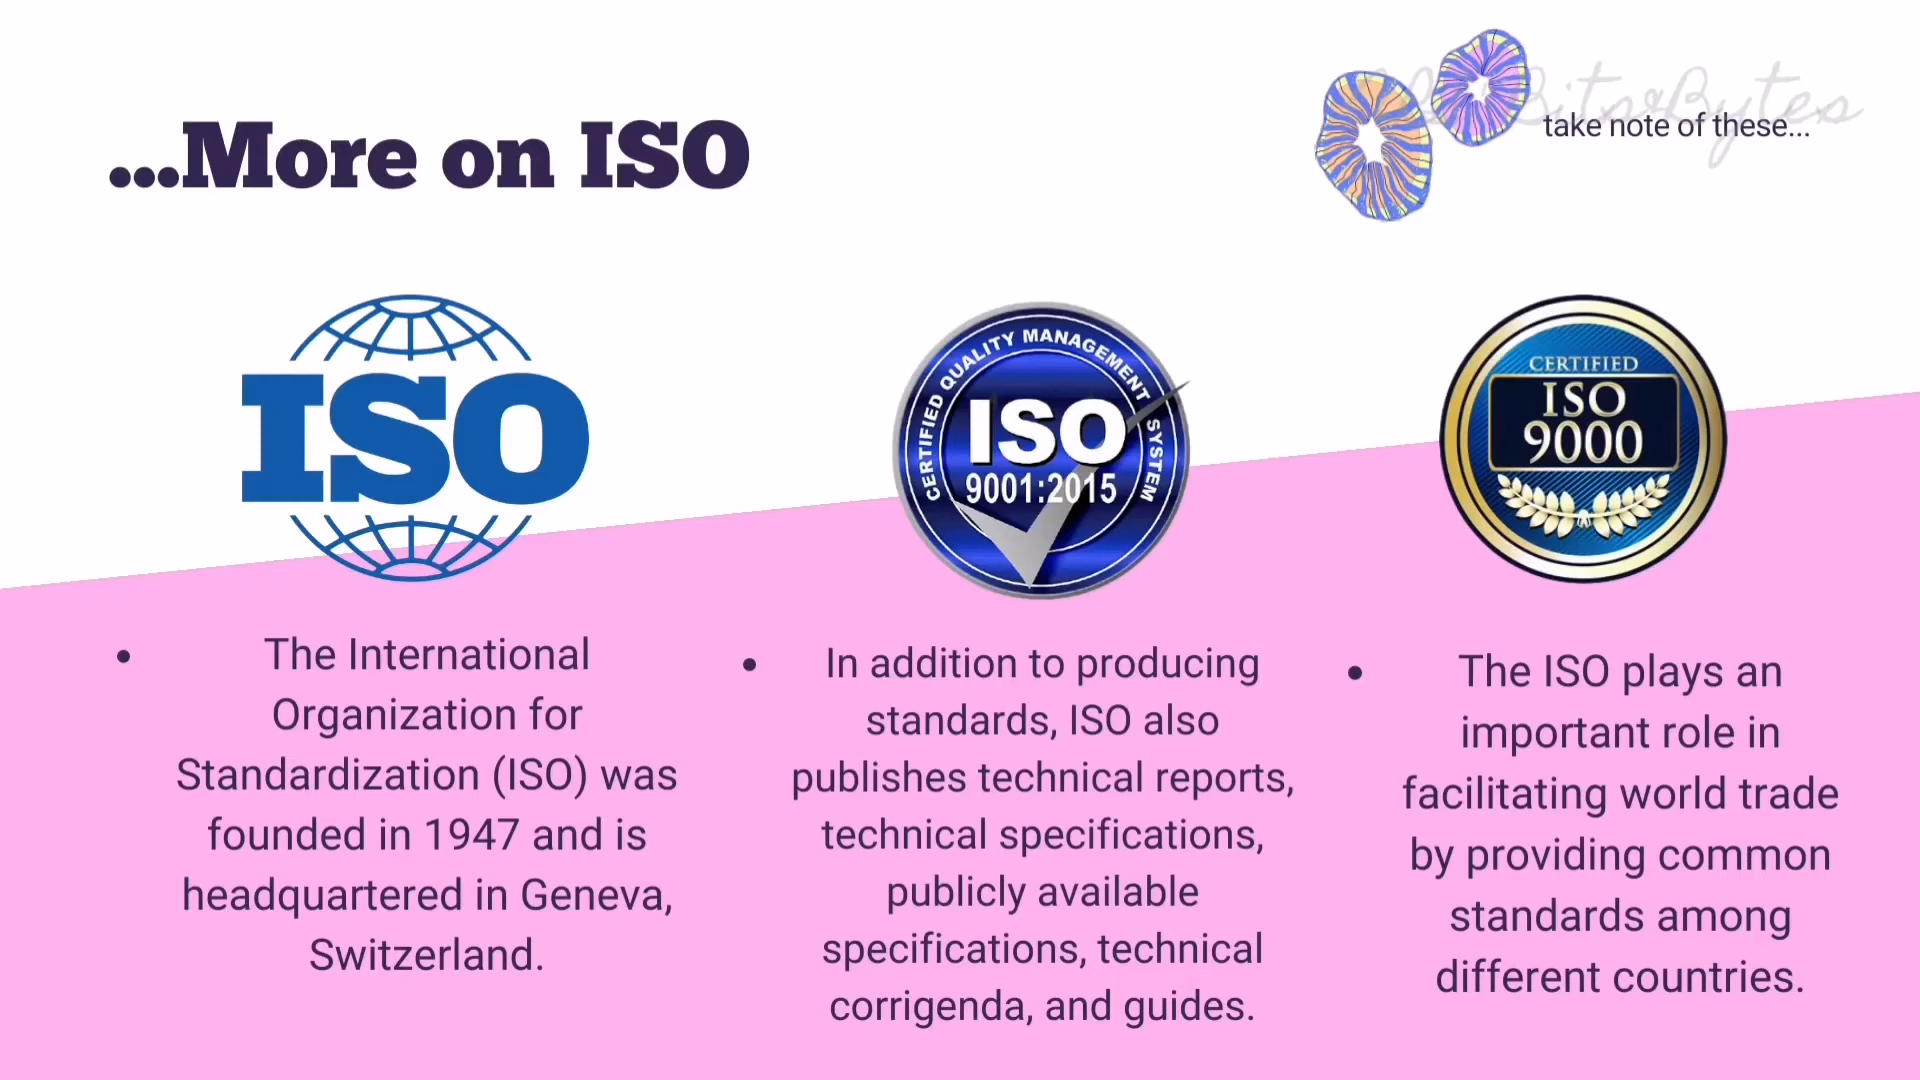 ...More on ISO
Bits&Bytes
take note of these...
ISO
CERTIFIED QUALITY MANAGEMENT SYSTEM
ISO
9001:2015
CERTIFIED
ISO
9000
• The International
Organization for
Standardization (ISO) was
founded in 1947 and is
headquartered in Geneva,
Switzerland.
• In addition to producing
standards, ISO also
publishes technical reports,
technical specifications,
publicly available
specifications, technical
corrigenda, and guides.
• The ISO plays an
important role in
facilitating world trade
by providing common
standards among
different countries.